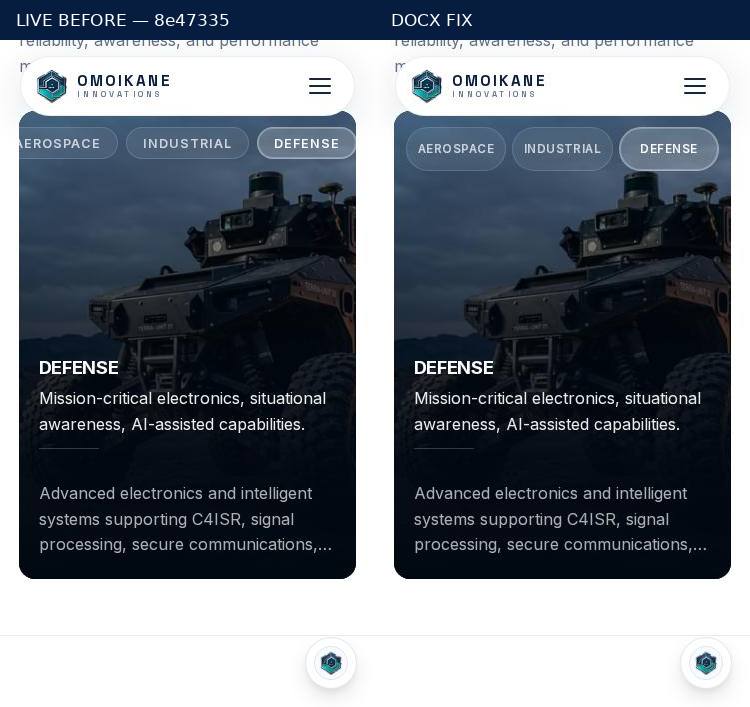 LIVE BEFORE — 8e47335
reliability, awareness, and performance
OMOIKANE
INNOVATIONS
AEROSPACE
INDUSTRIAL
DEFENSE
DEFENSE
Mission-critical electronics, situational
awareness, AI-assisted capabilities.
Advanced electronics and intelligent
systems supporting C4ISR, signal
processing, secure communications,...
DOCX FIX
reliability, awareness, and performance
OMOIKANE
INNOVATIONS
AEROSPACE
INDUSTRIAL
DEFENSE
DEFENSE
Mission-critical electronics, situational
awareness, AI-assisted capabilities.
Advanced electronics and intelligent
systems supporting C4ISR, signal
processing, secure communications,...